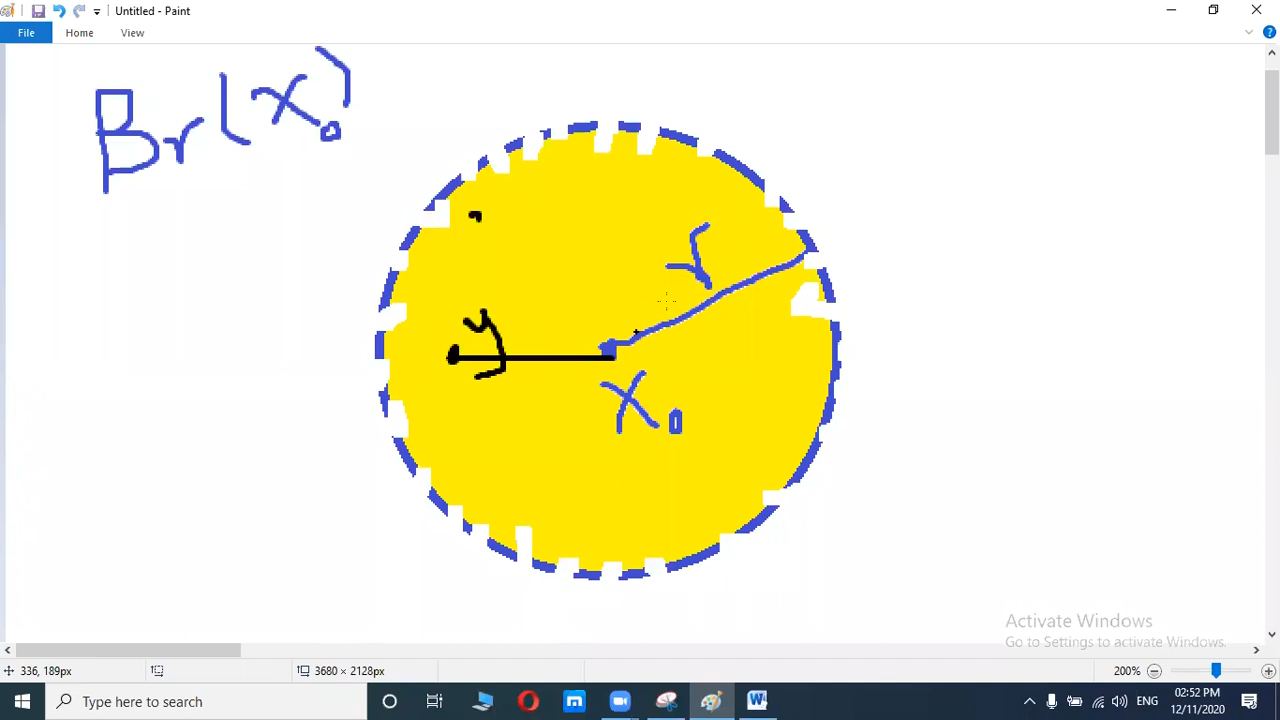 Untitled - Paint
File Home View
Br(x₀)
r
y
x₀
Activate Windows
Go to Settings to activate Windows.
336, 189px
3680 × 2128px
200%
Type here to search
W
ENG
02:52 PM
12/11/2020